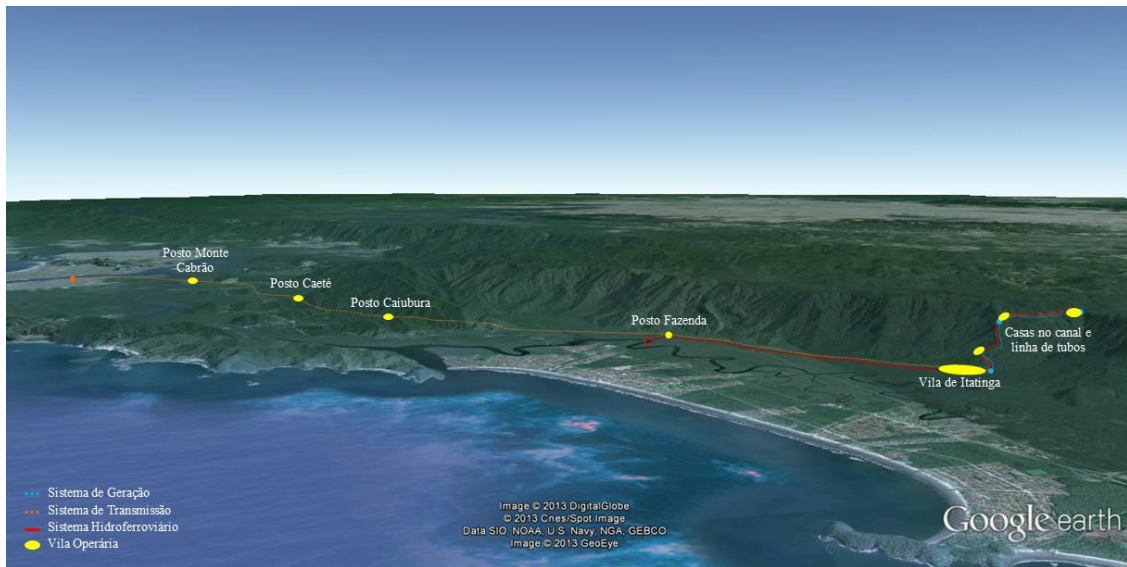 Posto Monte
Cabrão
Posto Caeté
Posto Caiubura
Posto Fazenda
Casas no canal e
linha de tubos
Vila de Itatinga
Sistema de Geração
Sistema de Transmissão
Sistema Hidroferroviário
Vila Operária
Image © 2013 DigitalGlobe
© 2013 Cnes/Spot Image
Data SIO, NOAA, U.S. Navy, NGA, GEBCO
Image © 2013 GeoEye
Google earth